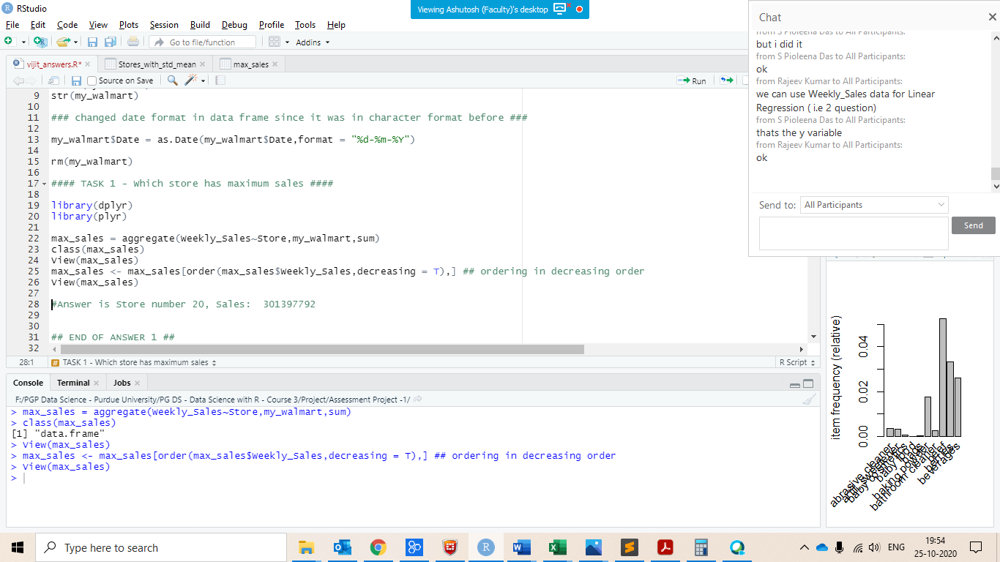 RStudio
Viewing Ashutosh (Faculty)'s desktop
File Edit Code View Plots Session Build Debug Profile Tools Help
Go to file/function
Addins
vijit_answers.R*
Stores_with_std_mean
max_sales
Source on Save
Run
9 str(my_walmart)
10
11 ### changed date format in data frame since it was in character format before ###
12
13 my_walmart$Date = as.Date(my_walmart$Date,format = "%d-%m-%Y")
14
15 rm(my_walmart)
16
17 #### TASK 1 - Which store has maximum sales ####
18
19 library(dplyr)
20 library(plyr)
21
22 max_sales = aggregate(Weekly_Sales~Store,my_walmart,sum)
23 class(max_sales)
24 View(max_sales)
25 max_sales <- max_sales[order(max_sales$Weekly_Sales,decreasing = T),] ## ordering in decreasing order
26 View(max_sales)
27
28 #Answer is Store number 20, Sales:  301397792
29
30
31 ## END OF ANSWER 1 ##
32
28:1
TASK 1 - Which store has maximum sales
R Script
Console
Terminal
Jobs
F:/PGP Data Science - Purdue University/PG DS - Data Science with R - Course 3/Project/Assessment Project -1/
> max_sales = aggregate(Weekly_Sales~Store,my_walmart,sum)
> class(max_sales)
[1] "data.frame"
> View(max_sales)
> max_sales <- max_sales[order(max_sales$Weekly_Sales,decreasing = T),] ## ordering in decreasing order
> View(max_sales)
>
Chat
from S Pioleena Das to All Participants:
but i did it
from S Pioleena Das to All Participants:
ok
from Rajeev Kumar to All Participants:
we can use Weekly_Sales data for Linear
Regression ( i.e 2 question)
from S Pioleena Das to All Participants:
thats the y variable
from Rajeev Kumar to All Participants:
ok
Send to:
All Participants
Send
item frequency (relative)
0.04
0.02
0.00
abrasive cleaner
baby cosmetics
baby food
bags
baking powder
bathroom cleaner
beef
berries
beverages
Type here to search
ENG
19:54
25-10-2020